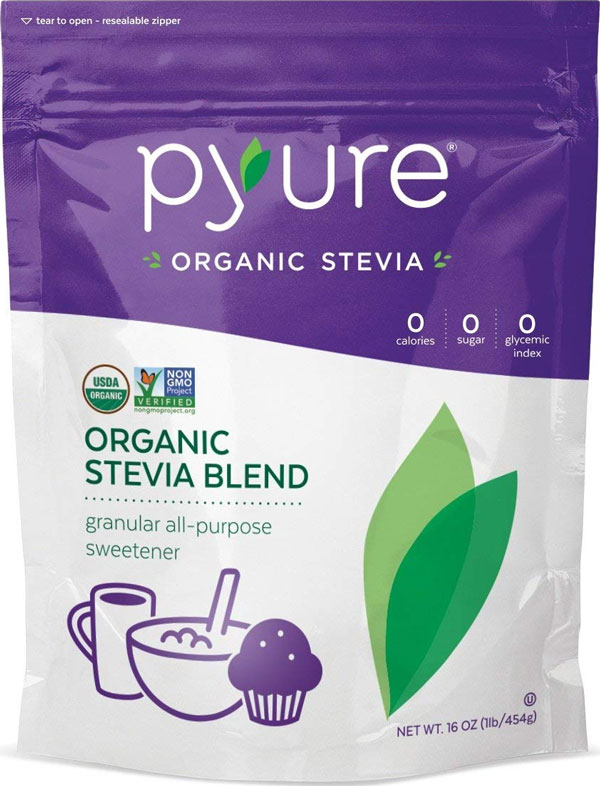 tear to open - resealable zipper
pyure®
ORGANIC STEVIA
0 0 0
calories sugar glycemic
index
USDA
ORGANIC
NON
GMO
Project
VERIFIED
nongmoproject.org
ORGANIC
STEVIA BLEND
granular all-purpose
sweetener
U
NET WT. 16 OZ (1lb/454g)